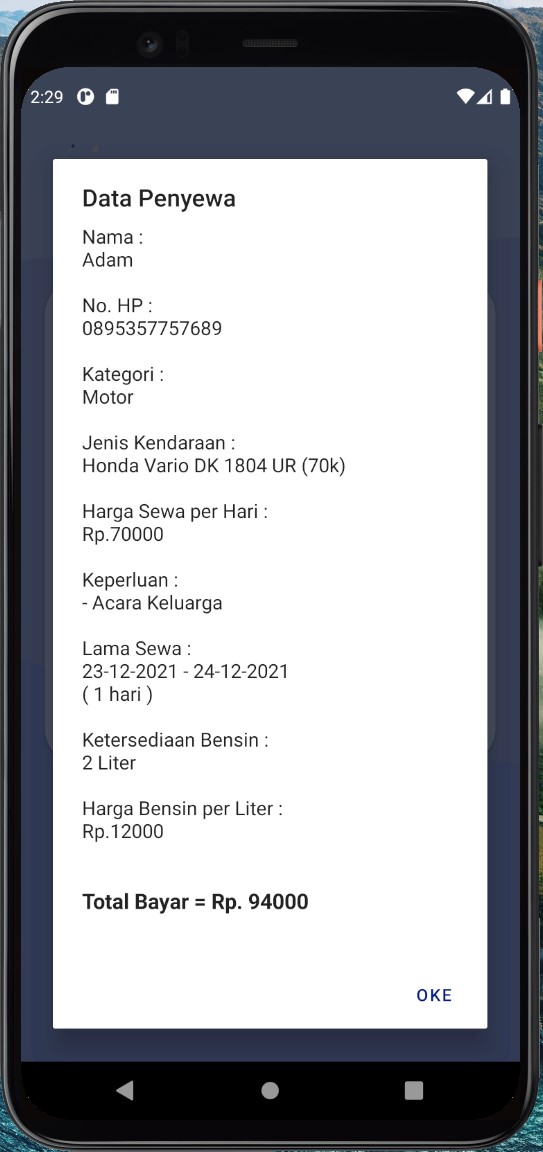 2:29
Data Penyewa
Nama :
Adam
No. HP :
0895357757689
Kategori :
Motor
Jenis Kendaraan :
Honda Vario DK 1804 UR (70k)
Harga Sewa per Hari :
Rp.70000
Keperluan :
- Acara Keluarga
Lama Sewa :
23-12-2021 - 24-12-2021
( 1 hari )
Ketersediaan Bensin :
2 Liter
Harga Bensin per Liter :
Rp.12000
Total Bayar = Rp. 94000
OKE